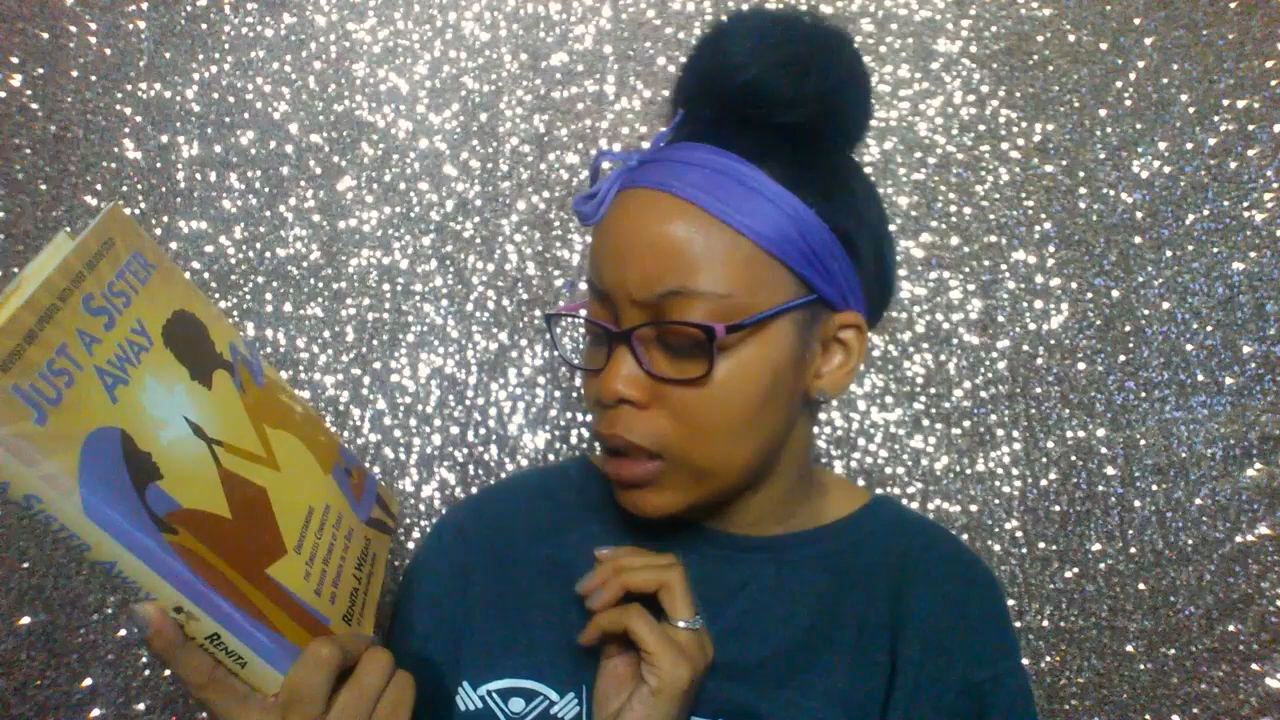 JUST A SISTER
AWAY
UNDERSTANDING
THE TIMELESS CONNECTION
BETWEEN WOMEN OF TODAY
AND WOMEN IN THE BIBLE
RENITA J. WEEMS
A SISTER AWAY
RENITA